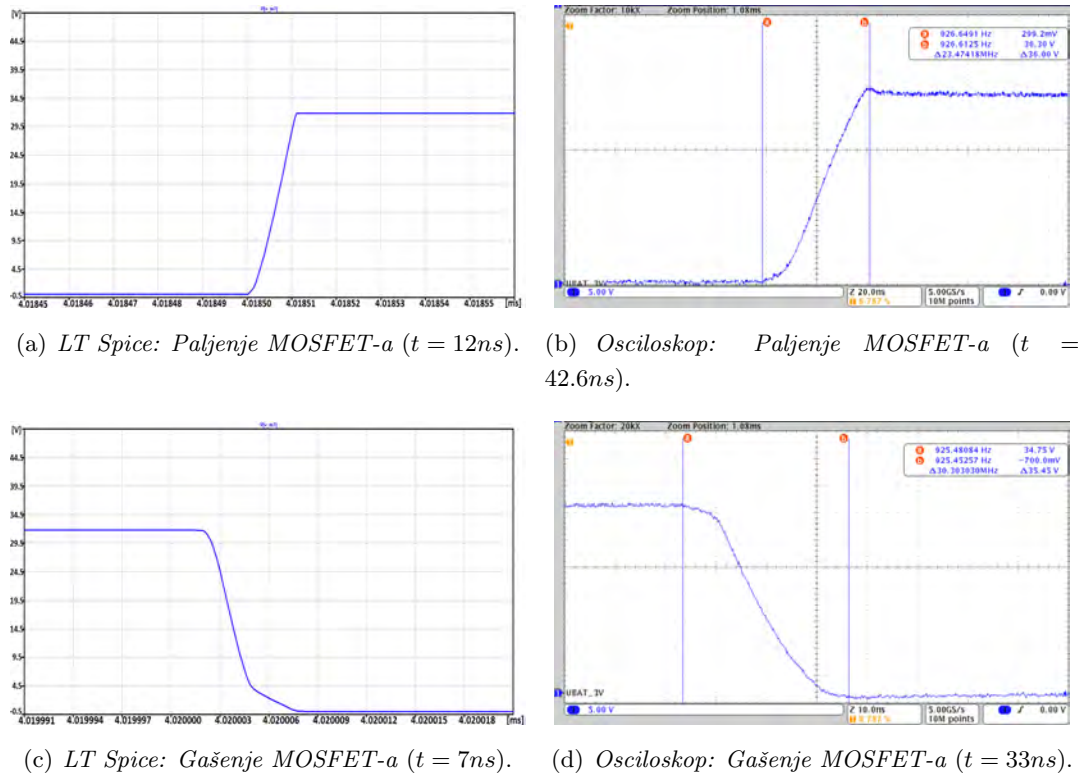 [V]
44.5
39.5
34.5
29.5
24.5
19.5
14.5
9.5
4.5
-0.5
4.01845 4.01846 4.01847 4.01848 4.01849 4.01850 4.01851 4.01852 4.01853 4.01854 4.01855 [ms]
Zoom Factor: 10kX Zoom Position: 1.08ms
a b
a 926.6491 Hz 299.2mV
b 926.6125 Hz 36.30 V
Δ23.47418MHz Δ36.00 V
UBAT_3V
5.00 V Z 20.0ns 5.00GS/s 0.00 V
10M points
(a) LT Spice: Paljenje MOSFET-a (t = 12ns).
(b) Osciloskop: Paljenje MOSFET-a (t =
42.6ns).
[V]
44.5
39.5
34.5
29.5
24.5
19.5
14.5
9.5
4.5
-0.5
4.019991 4.019994 4.019997 4.020000 4.020003 4.020006 4.020009 4.020012 4.020015 4.020018 [ms]
Zoom Factor: 20kX Zoom Position: 1.08ms
a b
a 925.48084 Hz 34.75 V
b 925.45257 Hz -700.0mV
Δ30.303030MHz Δ35.45 V
UBAT_3V
5.00 V Z 10.0ns 5.00GS/s 0.00 V
10M points
(c) LT Spice: Gašenje MOSFET-a (t = 7ns).
(d) Osciloskop: Gašenje MOSFET-a (t = 33ns).